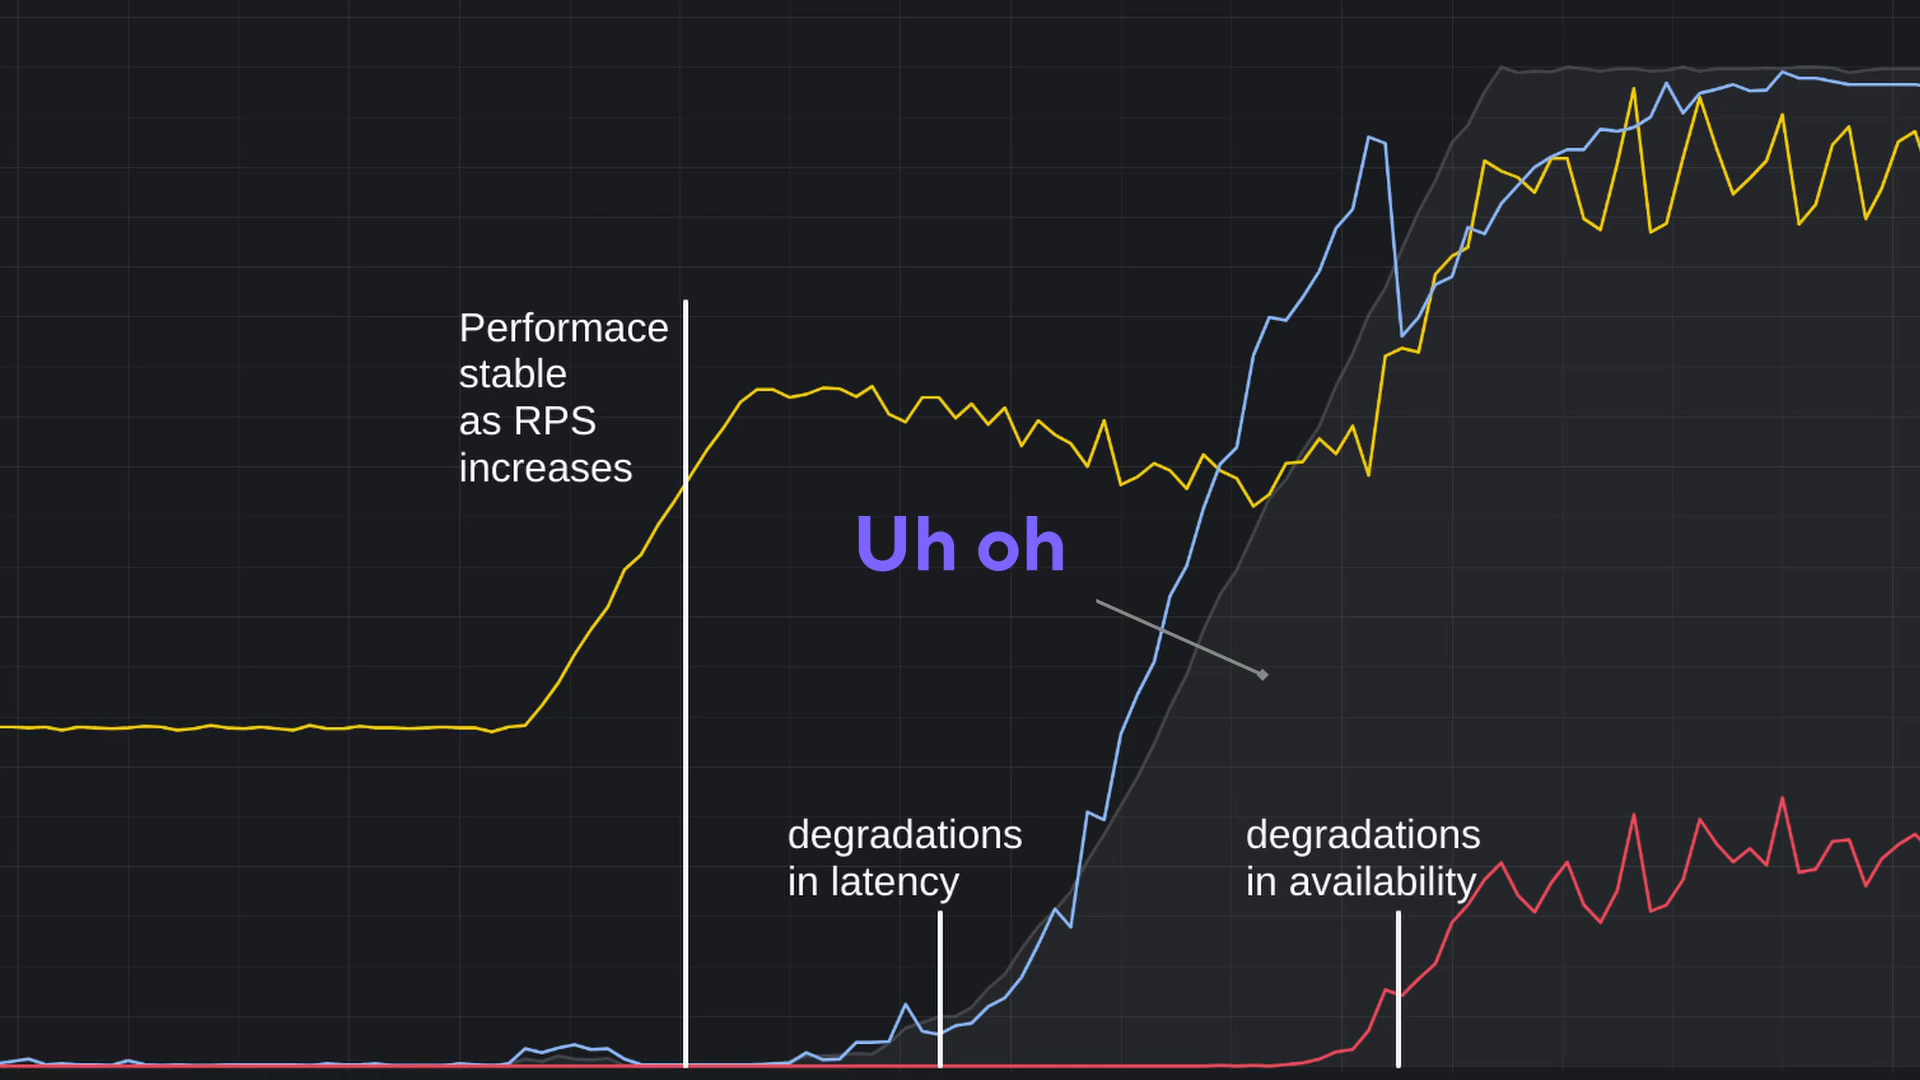 Performace
stable
as RPS
increases
Uh oh
degradations
in latency
degradations
in availability